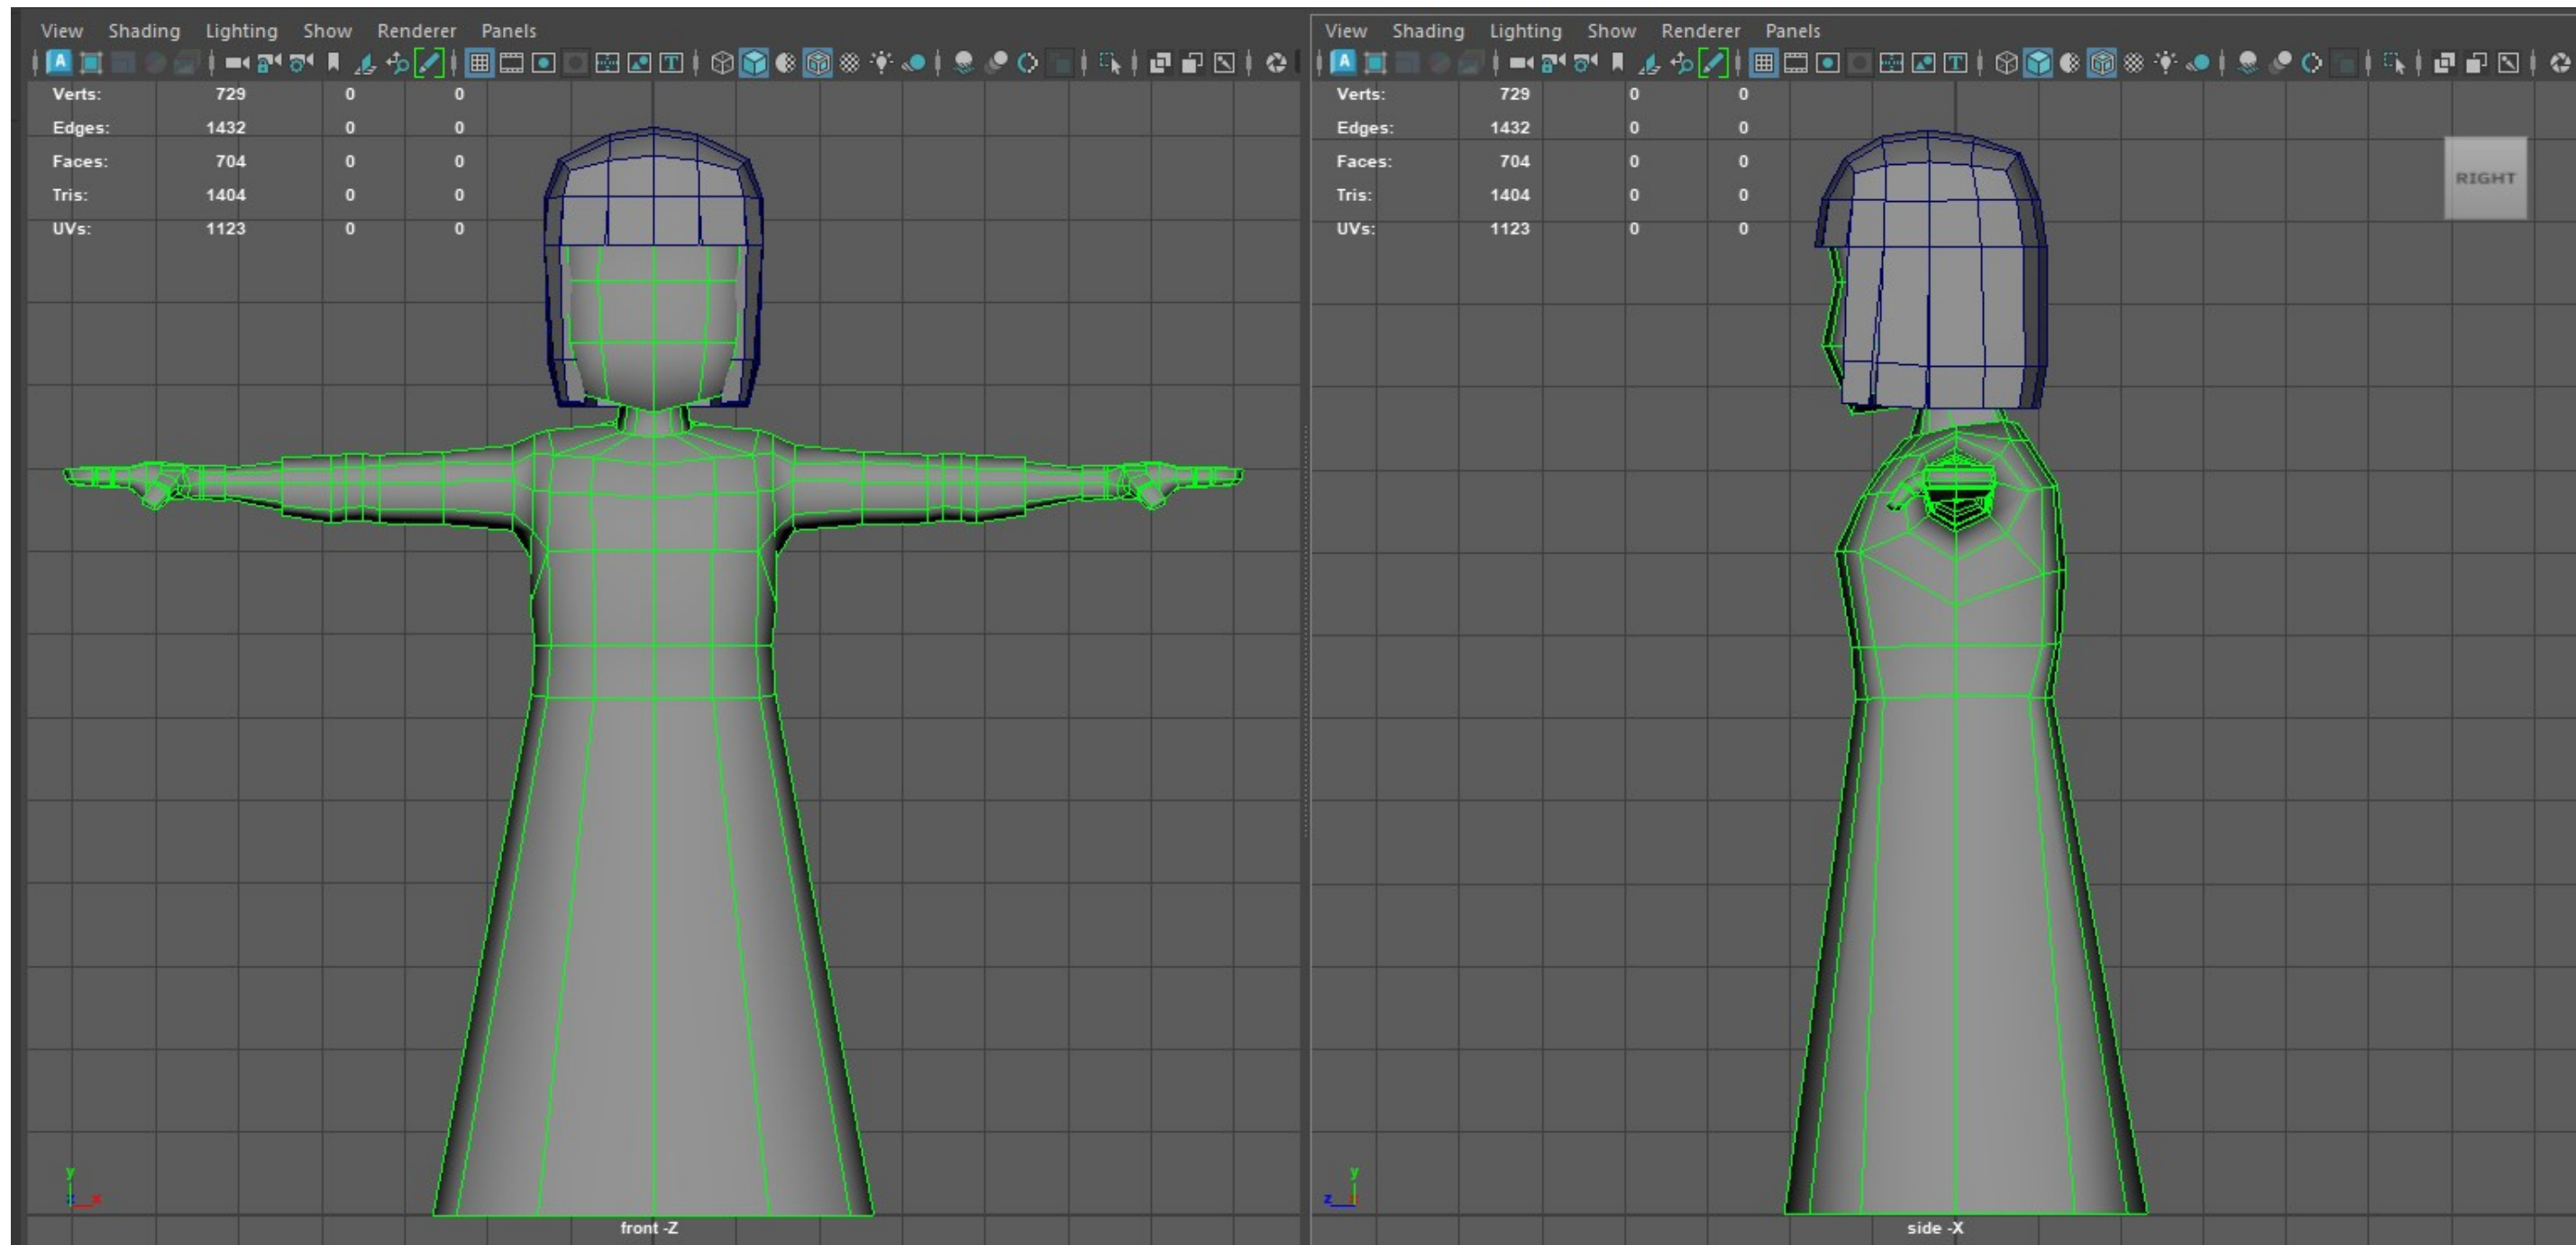 View Shading Lighting Show Renderer Panels
A T
Verts: 729 0 0
Edges: 1432 0 0
Faces: 704 0 0
Tris: 1404 0 0
UVs: 1123 0 0
y
z x
front -Z
View Shading Lighting Show Renderer Panels
A T
Verts: 729 0 0
Edges: 1432 0 0
Faces: 704 0 0
Tris: 1404 0 0
UVs: 1123 0 0
RIGHT
y
z
side -X